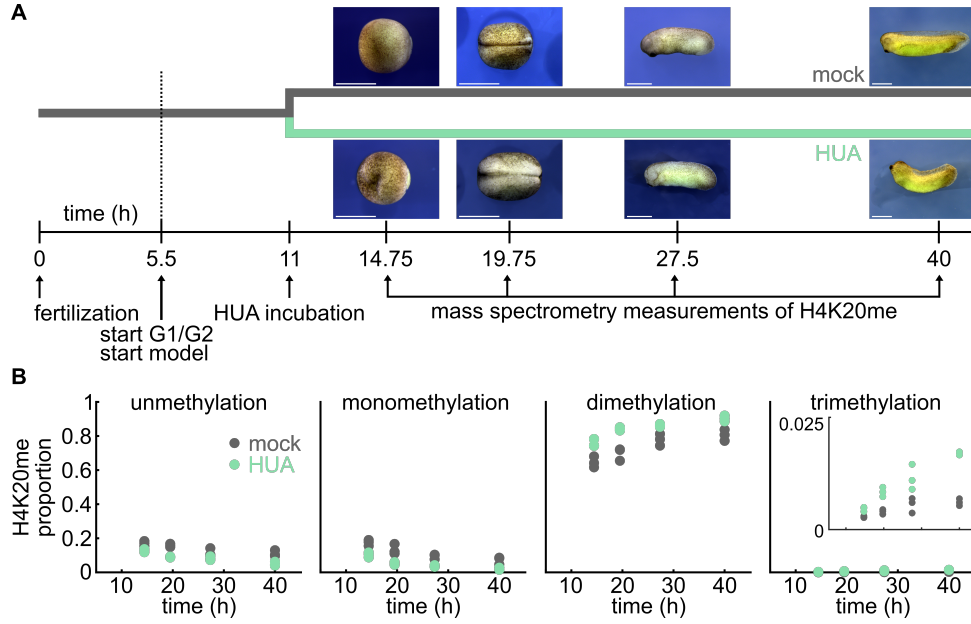 A
mock
HUA
time (h)
0 5.5 11 14.75 19.75 27.5 40
fertilization
start G1/G2
start model
HUA incubation
mass spectrometry measurements of H4K20me
B
H4K20me
proportion
1
0.8
0.6
0.4
0.2
0
unmethylation
mock
HUA
10 20 30 40
time (h)
monomethylation
10 20 30 40
time (h)
dimethylation
10 20 30 40
time (h)
trimethylation
0.025
0
10 20 30 40
time (h)